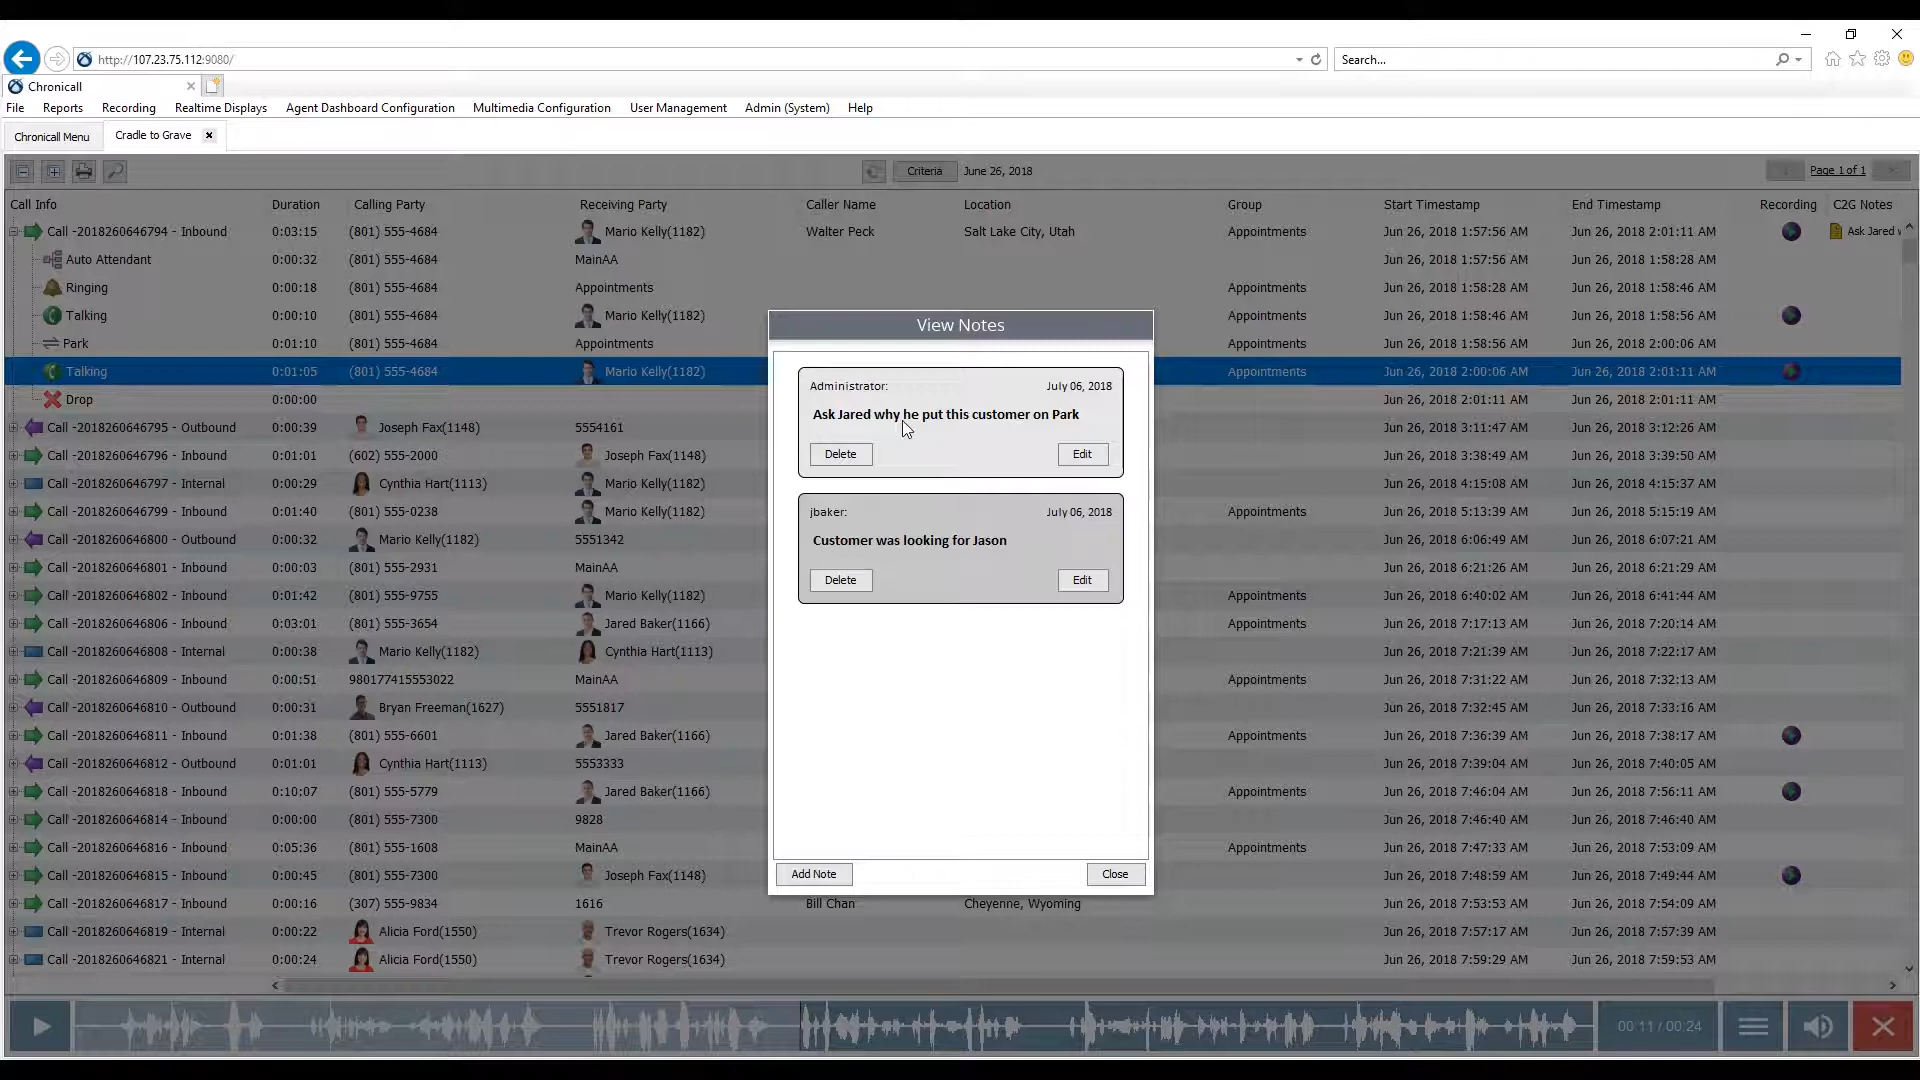 http://107.23.75.112:9080/
Search...
Chronicall
File Reports Recording Realtime Displays Agent Dashboard Configuration Multimedia Configuration User Management Admin (System) Help
Chronicall Menu Cradle to Grave
Criteria June 26, 2018 Page 1 of 1
Call Info Duration Calling Party Receiving Party Caller Name Location Group Start Timestamp End Timestamp Recording C2G Notes
Call -2018260646794 - Inbound 0:03:15 (801) 555-4684 Mario Kelly(1182) Walter Peck Salt Lake City, Utah Appointments Jun 26, 2018 1:57:56 AM Jun 26, 2018 2:01:11 AM Ask Jared
Auto Attendant 0:00:32 (801) 555-4684 MainAA Jun 26, 2018 1:57:56 AM Jun 26, 2018 1:58:28 AM
Ringing 0:00:18 (801) 555-4684 Appointments Appointments Jun 26, 2018 1:58:28 AM Jun 26, 2018 1:58:46 AM
Talking 0:00:10 (801) 555-4684 Mario Kelly(1182) Appointments Jun 26, 2018 1:58:46 AM Jun 26, 2018 1:58:56 AM
Park 0:01:10 (801) 555-4684 Appointments Appointments Jun 26, 2018 1:58:56 AM Jun 26, 2018 2:00:06 AM
Talking 0:01:05 (801) 555-4684 Mario Kelly(1182) Appointments Jun 26, 2018 2:00:06 AM Jun 26, 2018 2:01:11 AM
Drop 0:00:00 Jun 26, 2018 2:01:11 AM Jun 26, 2018 2:01:11 AM
Call -2018260646795 - Outbound 0:00:39 Joseph Fax(1148) 5554161 Jun 26, 2018 3:11:47 AM Jun 26, 2018 3:12:26 AM
Call -2018260646796 - Inbound 0:01:01 (602) 555-2000 Joseph Fax(1148) Jun 26, 2018 3:38:49 AM Jun 26, 2018 3:39:50 AM
Call -2018260646797 - Internal 0:00:29 Cynthia Hart(1113) Mario Kelly(1182) Jun 26, 2018 4:15:08 AM Jun 26, 2018 4:15:37 AM
Call -2018260646799 - Inbound 0:01:40 (801) 555-0238 Mario Kelly(1182) Appointments Jun 26, 2018 5:13:39 AM Jun 26, 2018 5:15:19 AM
Call -2018260646800 - Outbound 0:00:32 Mario Kelly(1182) 5551342 Jun 26, 2018 6:06:49 AM Jun 26, 2018 6:07:21 AM
Call -2018260646801 - Inbound 0:00:03 (801) 555-2931 MainAA Jun 26, 2018 6:21:26 AM Jun 26, 2018 6:21:29 AM
Call -2018260646802 - Inbound 0:01:42 (801) 555-9755 Mario Kelly(1182) Appointments Jun 26, 2018 6:40:02 AM Jun 26, 2018 6:41:44 AM
Call -2018260646806 - Inbound 0:03:01 (801) 555-3654 Jared Baker(1166) Appointments Jun 26, 2018 7:17:13 AM Jun 26, 2018 7:20:14 AM
Call -2018260646808 - Internal 0:00:38 Mario Kelly(1182) Cynthia Hart(1113) Jun 26, 2018 7:21:39 AM Jun 26, 2018 7:22:17 AM
Call -2018260646809 - Inbound 0:00:51 980177415553022 MainAA Appointments Jun 26, 2018 7:31:22 AM Jun 26, 2018 7:32:13 AM
Call -2018260646810 - Outbound 0:00:31 Bryan Freeman(1627) 5551817 Jun 26, 2018 7:32:45 AM Jun 26, 2018 7:33:16 AM
Call -2018260646811 - Inbound 0:01:38 (801) 555-6601 Jared Baker(1166) Appointments Jun 26, 2018 7:36:39 AM Jun 26, 2018 7:38:17 AM
Call -2018260646812 - Outbound 0:01:01 Cynthia Hart(1113) 5553333 Jun 26, 2018 7:39:04 AM Jun 26, 2018 7:40:05 AM
Call -2018260646818 - Inbound 0:10:07 (801) 555-5779 Jared Baker(1166) Appointments Jun 26, 2018 7:46:04 AM Jun 26, 2018 7:56:11 AM
Call -2018260646814 - Inbound 0:00:00 (801) 555-7300 9828 Jun 26, 2018 7:46:40 AM Jun 26, 2018 7:46:40 AM
Call -2018260646816 - Inbound 0:05:36 (801) 555-1608 MainAA Appointments Jun 26, 2018 7:47:33 AM Jun 26, 2018 7:53:09 AM
Call -2018260646815 - Inbound 0:00:45 (801) 555-7300 Joseph Fax(1148) Jun 26, 2018 7:48:59 AM Jun 26, 2018 7:49:44 AM
Call -2018260646817 - Inbound 0:00:16 (307) 555-9834 1616 Bill Chan Cheyenne, Wyoming Jun 26, 2018 7:53:53 AM Jun 26, 2018 7:54:09 AM
Call -2018260646819 - Internal 0:00:22 Alicia Ford(1550) Trevor Rogers(1634) Jun 26, 2018 7:57:17 AM Jun 26, 2018 7:57:39 AM
Call -2018260646821 - Internal 0:00:24 Alicia Ford(1550) Trevor Rogers(1634) Jun 26, 2018 7:59:29 AM Jun 26, 2018 7:59:53 AM
View Notes
Administrator: July 06, 2018
Ask Jared why he put this customer on Park
Delete Edit
jbaker: July 06, 2018
Customer was looking for Jason
Delete Edit
Add Note Close
00:11 / 00:24